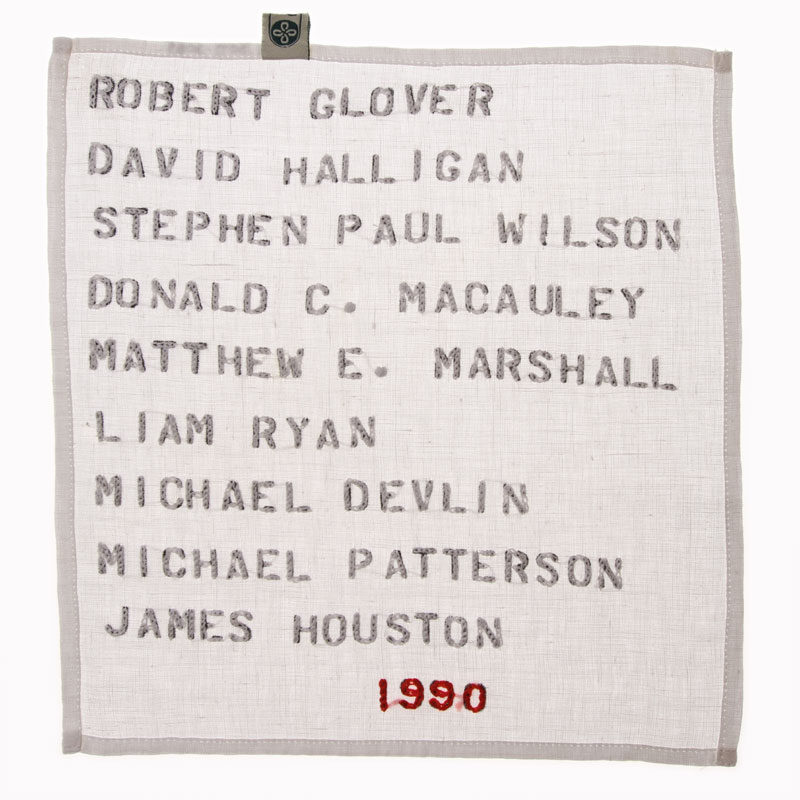 ROBERT GLOVER
DAVID HALLIGAN
STEPHEN PAUL WILSON
DONALD C. MACAULEY
MATTHEW E. MARSHALL
LIAM RYAN
MICHAEL DEVLIN
MICHAEL PATTERSON
JAMES HOUSTON
1990